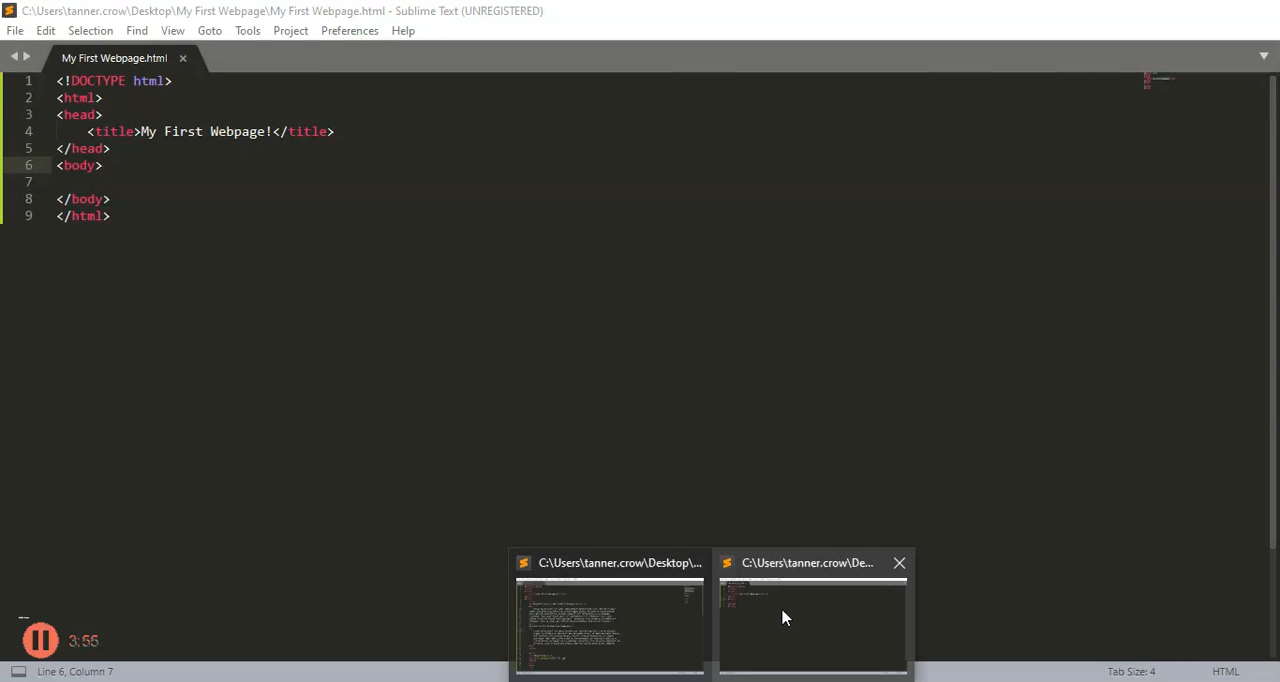 C:\Users\tanner.crow\Desktop\My First Webpage\My First Webpage.html - Sublime Text (UNREGISTERED)
File Edit Selection Find View Goto Tools Project Preferences Help
My First Webpage.html
1 <!DOCTYPE html>
2 <html>
3 <head>
4 <title>My First Webpage!</title>
5 </head>
6 <body>
7
8 </body>
9 </html>
C:\Users\tanner.crow\Desktop\... C:\Users\tanner.crow\De...
3:55
Line 6, Column 7 Tab Size: 4 HTML